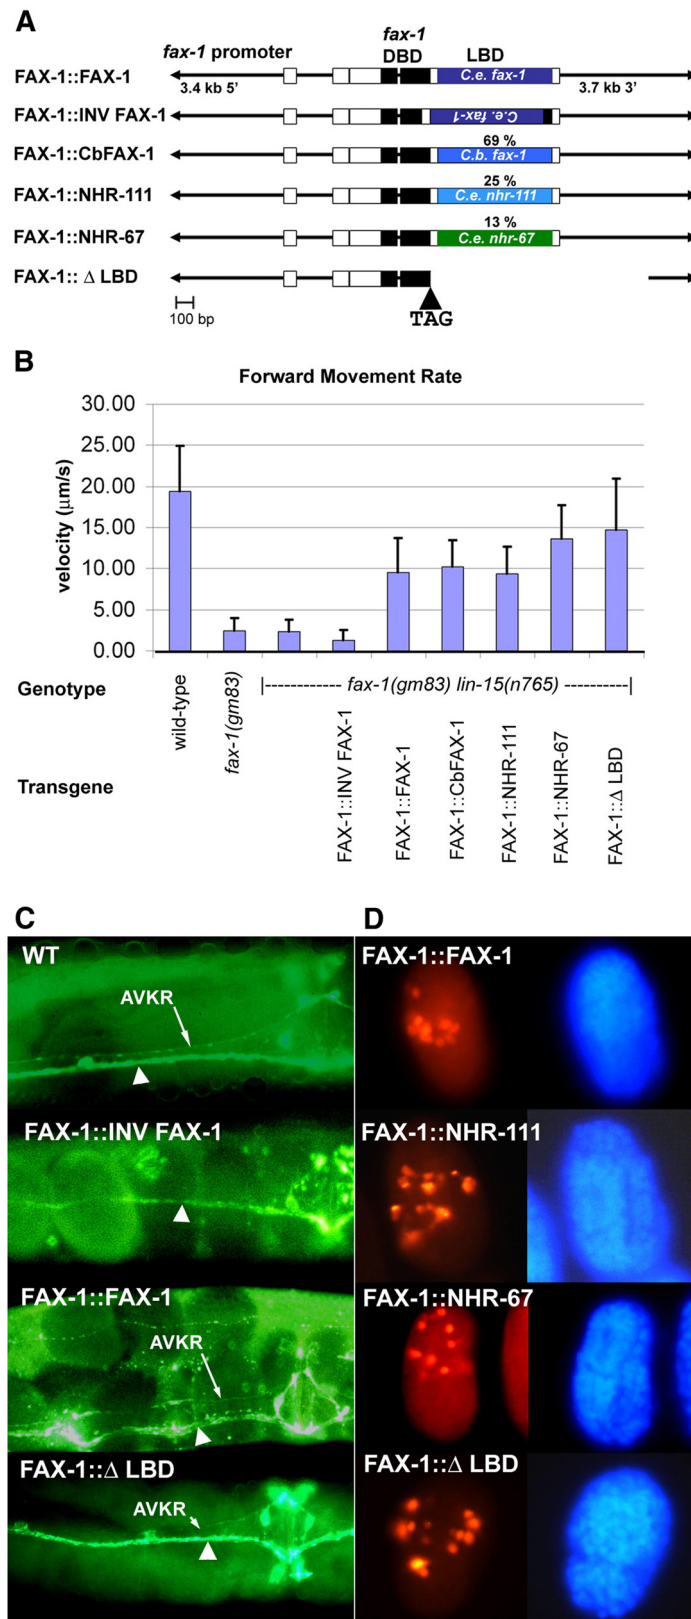 A
fax-1
fax-1 promoter
DBD
LBD
FAX-1::FAX-1
C.e. fax-1
3.4 kb 5’
3.7 kb 3’
FAX-1::INV FAX-1
C.e. fax-1
69 %
FAX-1::CbFAX-1
C.b. fax-1
25 %
FAX-1::NHR-111
C.e. nhr-111
13 %
FAX-1::NHR-67
C.e. nhr-67
FAX-1:: Δ LBD
100 bp
TAG
B
Forward Movement Rate
30.00
25.00
20.00
15.00
10.00
5.00
0.00
velocity (μm/s)
Genotype
wild-type
fax-1(gm83)
|------------ fax-1(gm83) lin-15(n765) ----------|
Transgene
FAX-1::INV FAX-1
FAX-1::FAX-1
FAX-1::CbFAX-1
FAX-1::NHR-111
FAX-1::NHR-67
FAX-1::Δ LBD
C
WT
AVKR
FAX-1::INV FAX-1
FAX-1::FAX-1
AVKR
FAX-1::Δ LBD
AVKR
D
FAX-1::FAX-1
FAX-1::NHR-111
FAX-1::NHR-67
FAX-1::Δ LBD